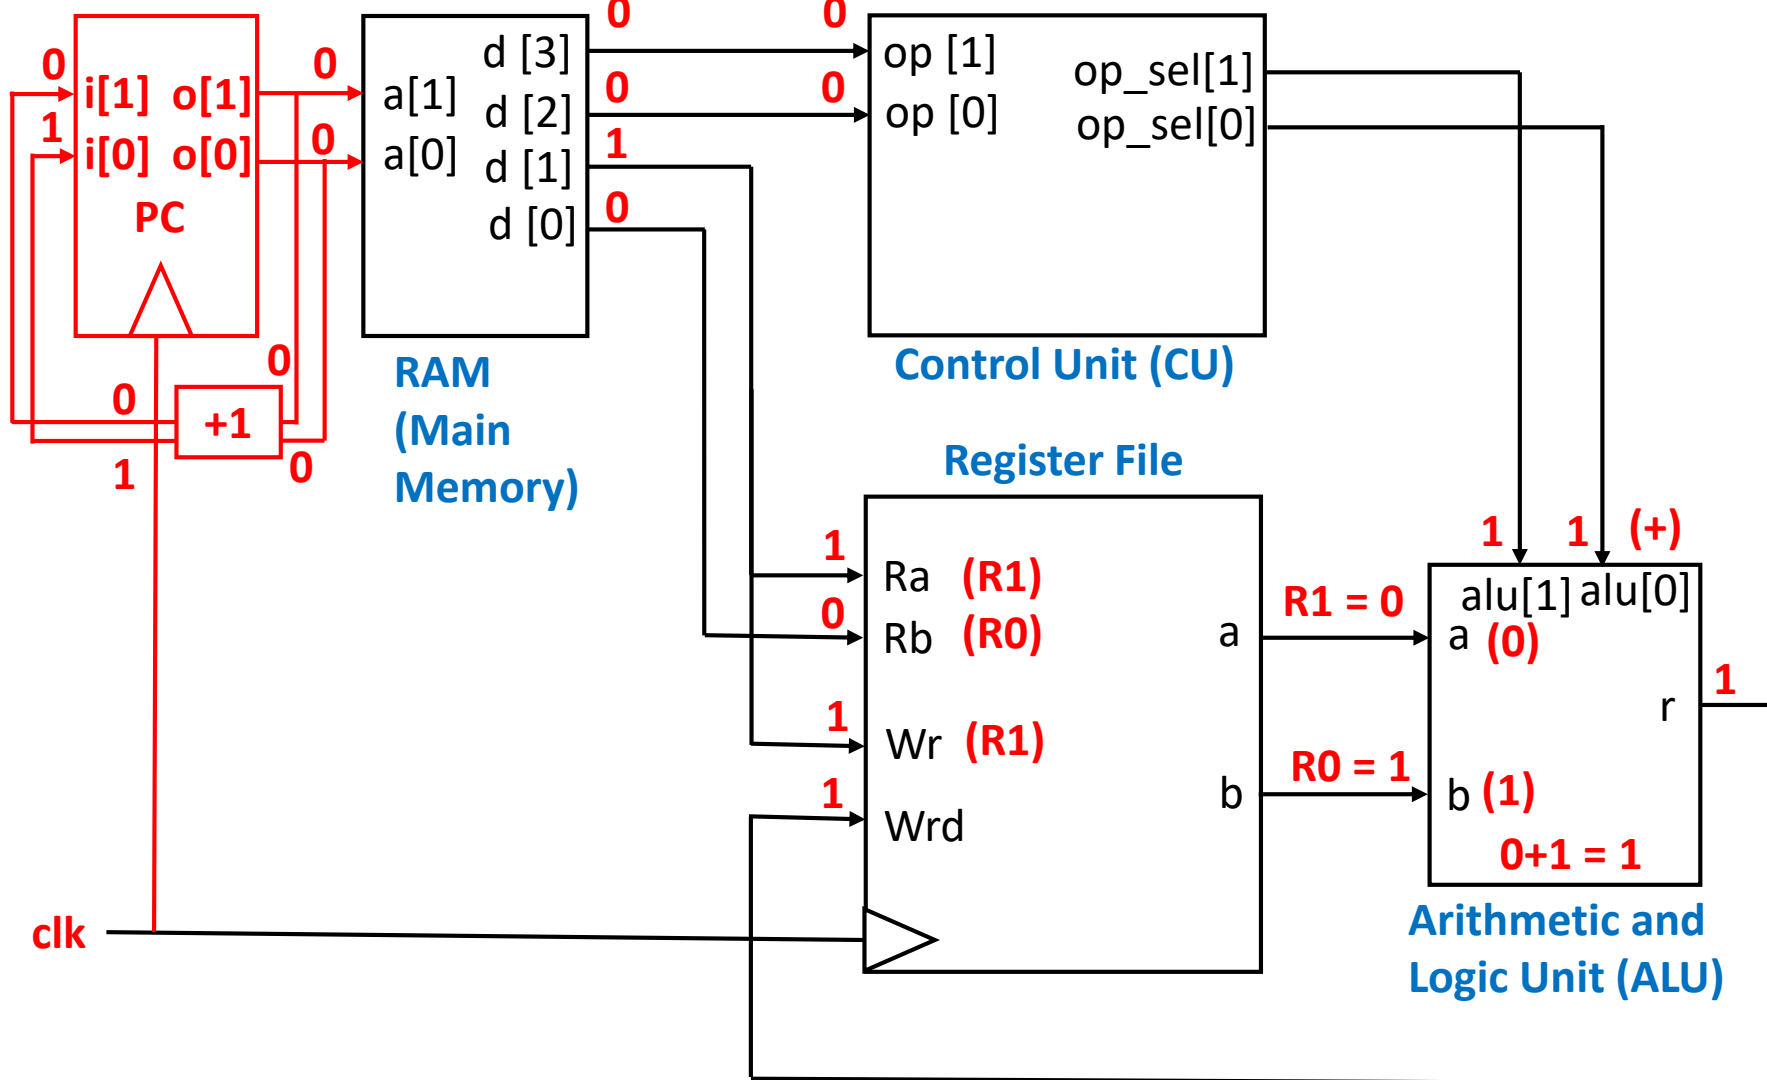 0
1
i[1] o[1]
i[0] o[0]
PC
0
0
0
0
1
+1
0
clk
a[1]
a[0]
d [3]
d [2]
d [1]
d [0]
RAM
(Main
Memory)
0
0
1
0
0
0
op [1]
op [0]
op_sel[1]
op_sel[0]
Control Unit (CU)
Register File
1
0
1
1
Ra (R1)
Rb (R0)
Wr (R1)
Wrd
a
b
R1 = 0
R0 = 1
1
1
(+)
alu[1] alu[0]
a (0)
b (1)
0+1 = 1
r
1
Arithmetic and
Logic Unit (ALU)